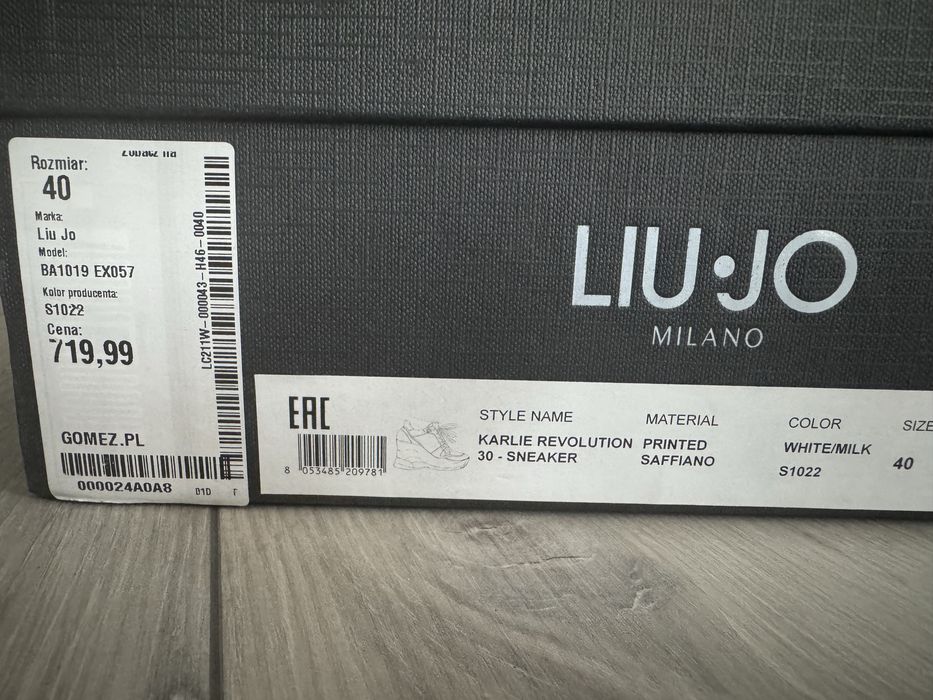 Rozmiar:
40
Marka:
Liu Jo
Model:
BA1019 EX057
Kolor producenta:
S1022
Cena:
719,99
GOMEZ.PL
000024A0A8
01D
LC211W-000043-H46-0040
LIU·JO
MILANO
EAC
8 053485 209781
STYLE NAME
KARLIE REVOLUTION
30 - SNEAKER
MATERIAL
PRINTED
SAFFIANO
COLOR
WHITE/MILK
S1022
SIZE
40